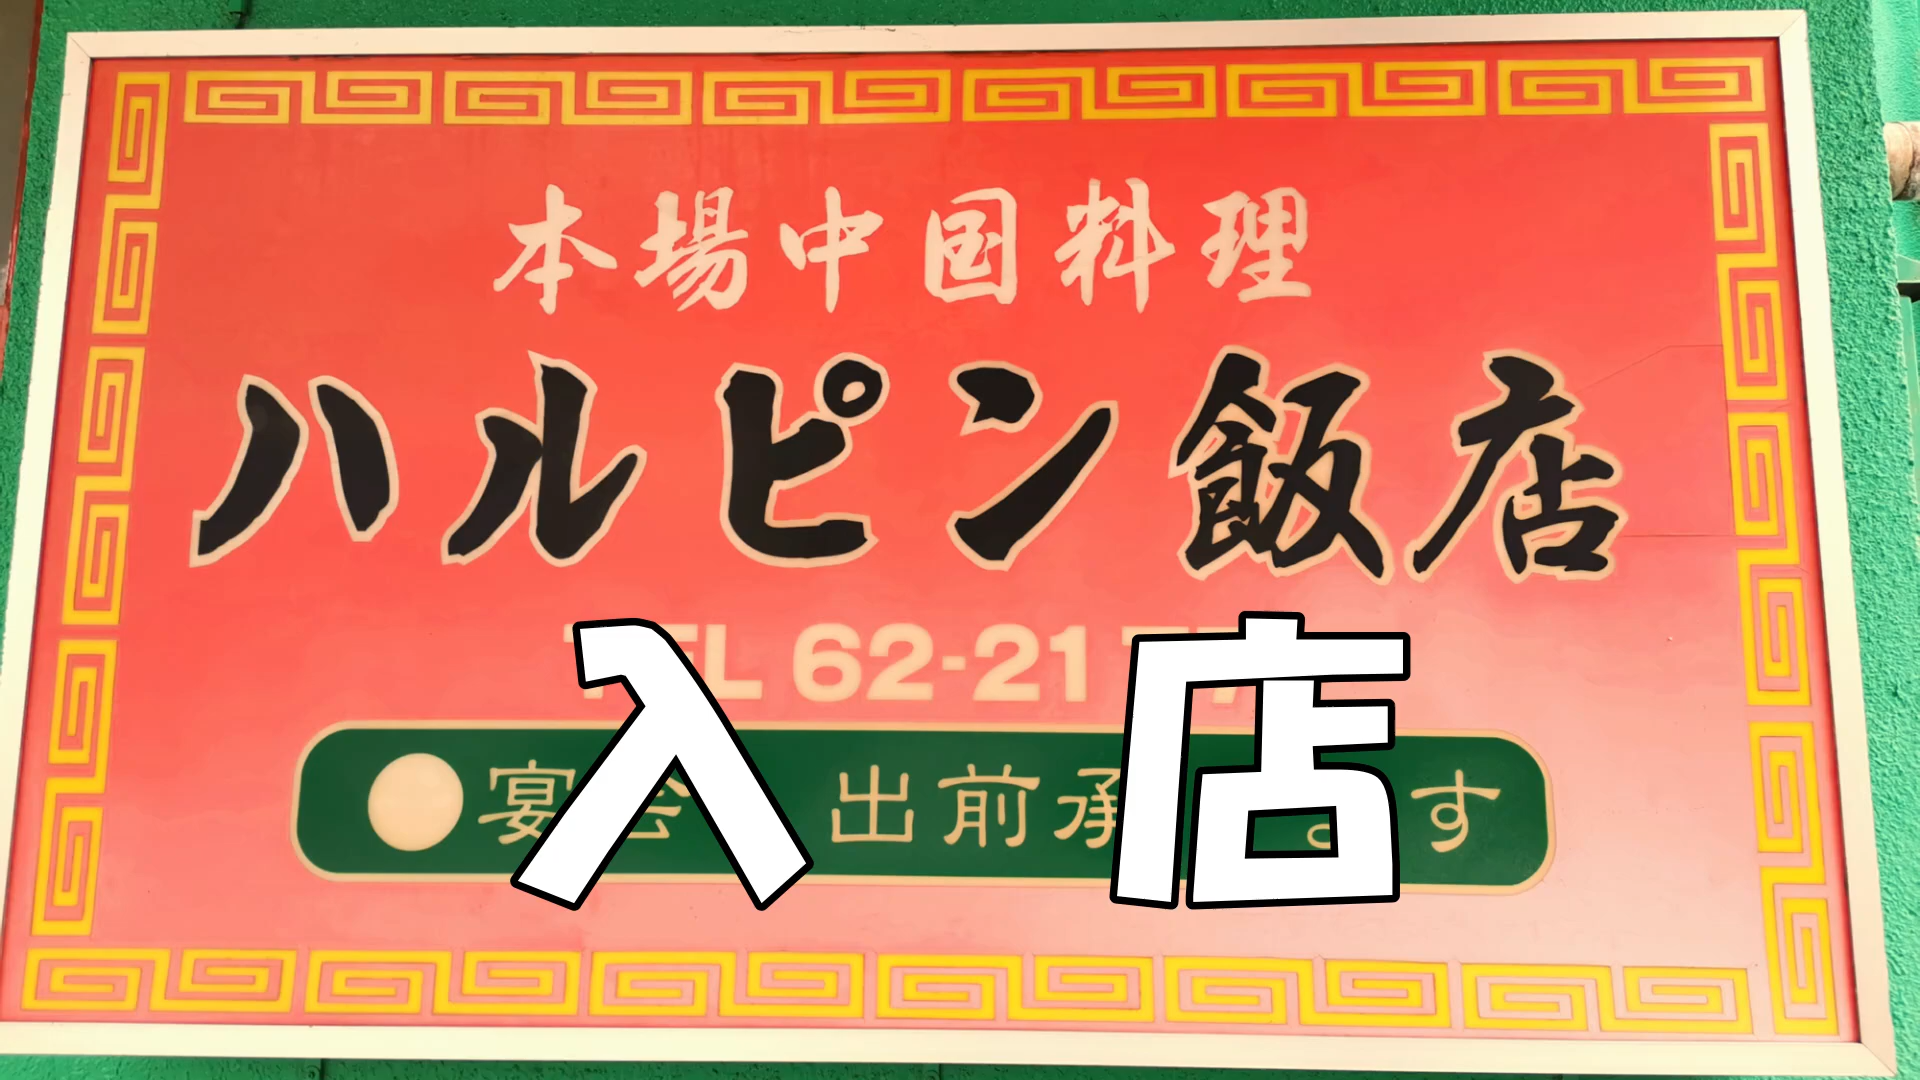 本場中国料理
ハルピン飯店
62-21
宴会 出前承 す
入店